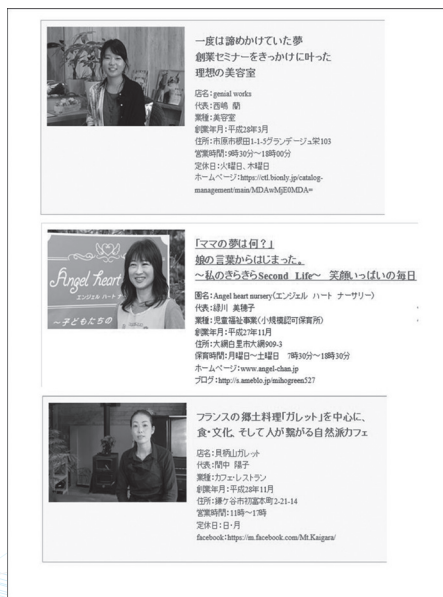 一度は諦めかけていた夢
創業セミナーをきっかけに叶った
理想の美容室
店名：genial works
代表：西嶋 蘭
業種：美容室
創業年月：平成28年3月
住所：市原市根田1-1-5グランデージュ栄103
営業時間：9時30分～18時00分
定休日：火曜日、木曜日
ホームページ：https://ctl.bionly.jp/catalog-
management/main/MDAwMjE0MDA=
Angel heart
エンジェル ハート
～子どもたちの
「ママの夢は何？」
娘の言葉からはじまった。
～私のきらきらSecond Life～ 笑顔いっぱいの毎日
園名：Angel heart nursery（エンジェル ハート ナーサリー）
代表：緑川 美穂子
業種：児童福祉事業（小規模認可保育所）
創業年月：平成27年11月
住所：大網白里市大網909-3
保育時間：月曜日～土曜日 7時30分～18時30分
ホームページ：www.angel-chan.jp
ブログ：http://s.ameblo.jp/mihogreen527
フランスの郷土料理「ガレット」を中心に、
食・文化、そして人が繋がる自然派カフェ
店名：貝柄山ガレット
代表：間中 陽子
業種：カフェ・レストラン
創業年月：平成28年11月
住所：鎌ケ谷市初富本町2-21-14
営業時間：11時～17時
定休日：日・月
facebook：https://m.facebook.com/Mt.Kaigara/